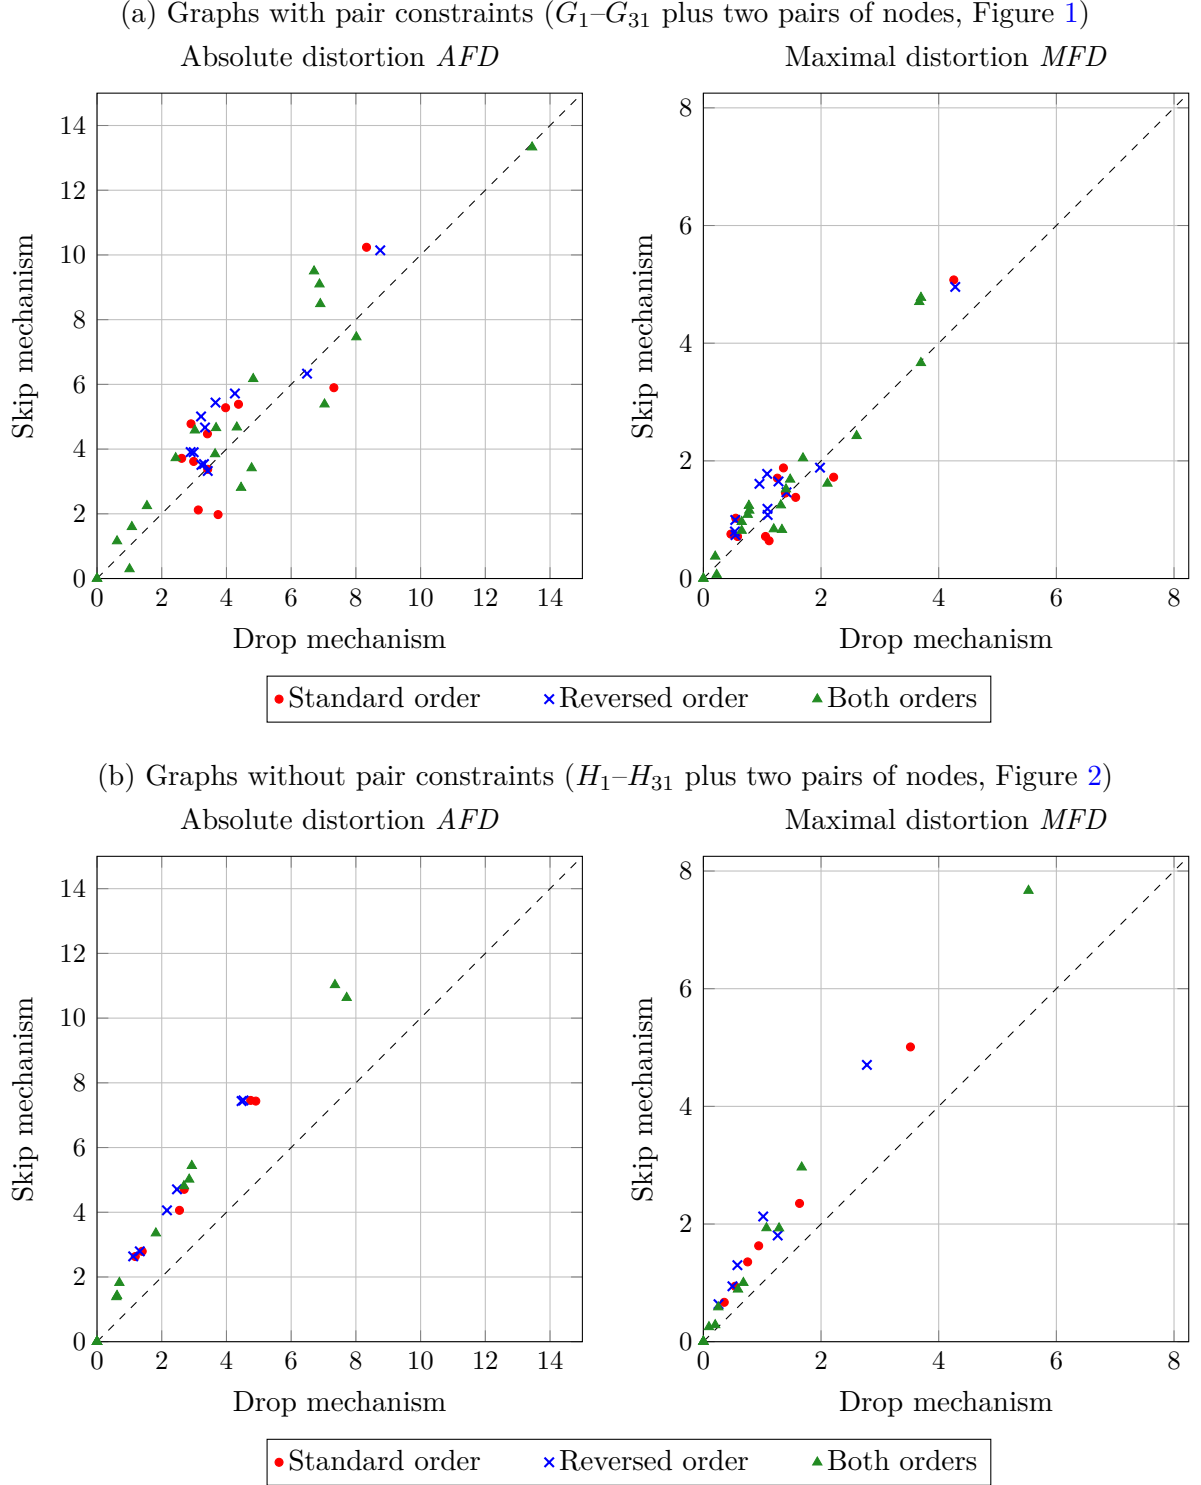 (a) Graphs with pair constraints (G1–G31 plus two pairs of nodes, Figure 1)
Absolute distortion AFD
Maximal distortion MFD
14
12
10
8
6
4
2
0
Skip mechanism
0 2 4 6 8 10 12 14
Drop mechanism
8
6
4
2
0
Skip mechanism
0 2 4 6 8
Drop mechanism
Standard order Reversed order Both orders
(b) Graphs without pair constraints (H1–H31 plus two pairs of nodes, Figure 2)
Absolute distortion AFD
Maximal distortion MFD
14
12
10
8
6
4
2
0
Skip mechanism
0 2 4 6 8 10 12 14
Drop mechanism
8
6
4
2
0
Skip mechanism
0 2 4 6 8
Drop mechanism
Standard order Reversed order Both orders